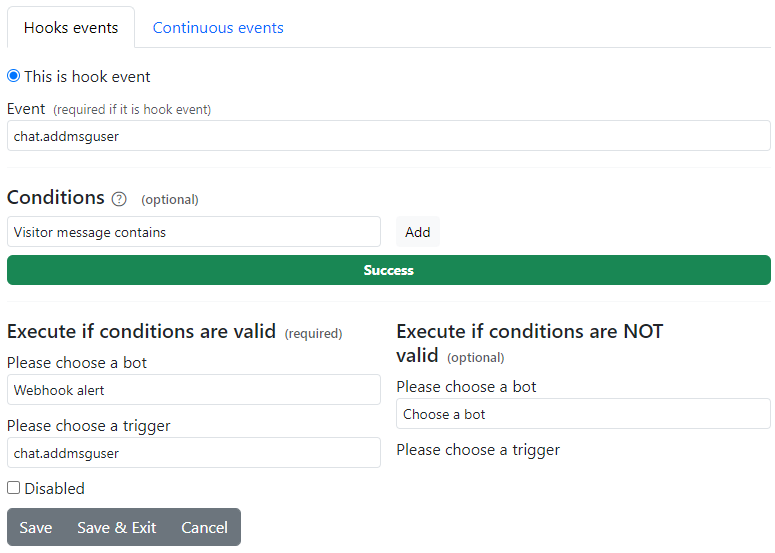 Hooks events
Continuous events
This is hook event
Event (required if it is hook event)
chat.addmsguser
Conditions ? (optional)
Visitor message contains
Add
Success
Execute if conditions are valid (required)
Please choose a bot
Webhook alert
Please choose a trigger
chat.addmsguser
Execute if conditions are NOT
valid (optional)
Please choose a bot
Choose a bot
Please choose a trigger
Disabled
Save
Save & Exit
Cancel